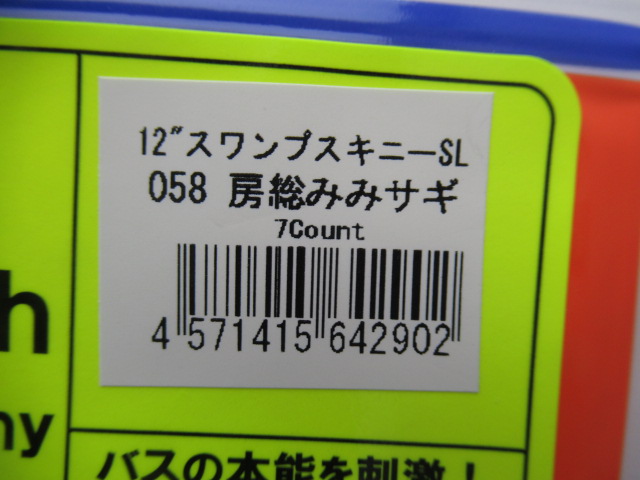 12″スワンプスキニーSL
058 房総みみサギ
7Count
4 571415 642902
h
ny
バスの本能を刺激!